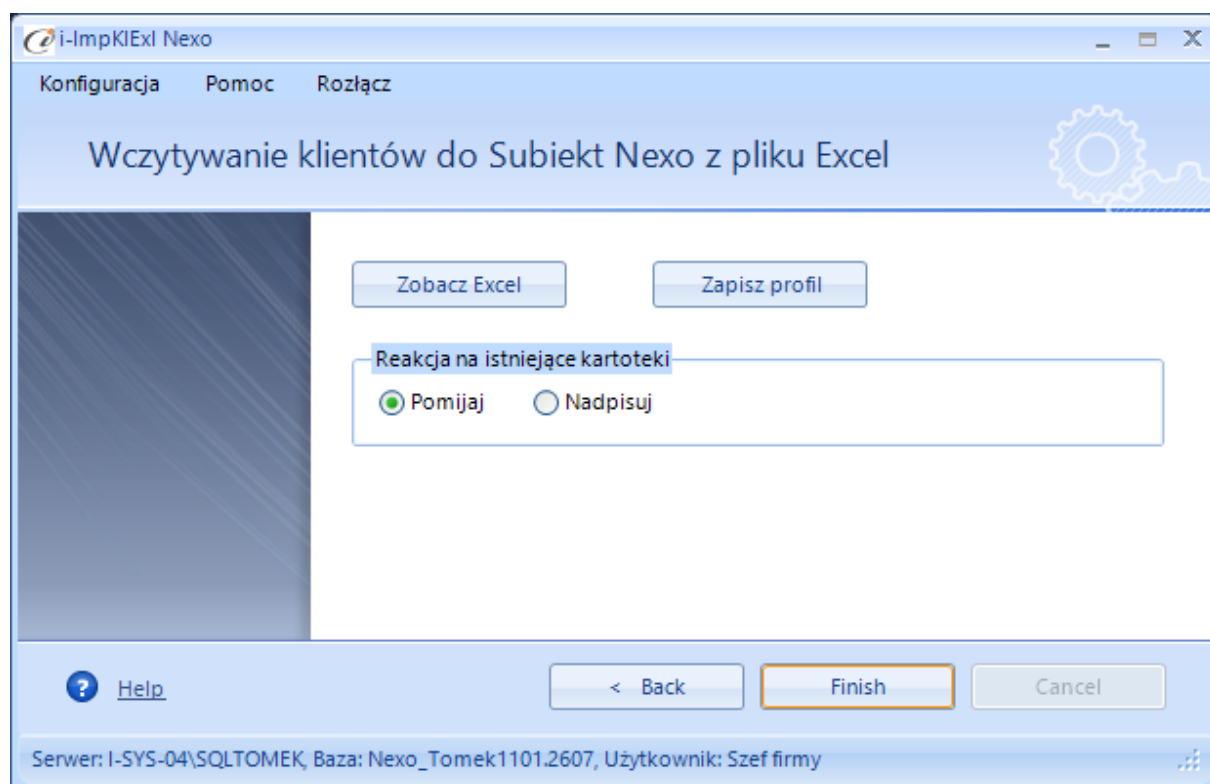 i-ImpKlExl Nexo
Konfiguracja Pomoc Rozłącz
Wczytywanie klientów do Subiekt Nexo z pliku Excel
Zobacz Excel Zapisz profil
Reakcja na istniejące kartoteki
Pomijaj Nadpisuj
? Help < Back Finish Cancel
Serwer: I-SYS-04\SQLTOMEK, Baza: Nexo_Tomek1101.2607, Użytkownik: Szef firmy